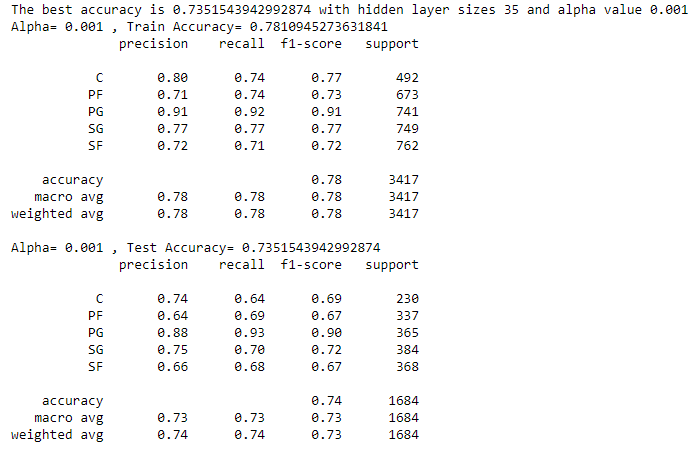 The best accuracy is 0.7351543942992874 with hidden layer sizes 35 and alpha value 0.001
Alpha= 0.001 , Train Accuracy= 0.7810945273631841
precision recall f1-score support
C 0.80 0.74 0.77 492
PF 0.71 0.74 0.73 673
PG 0.91 0.92 0.91 741
SG 0.77 0.77 0.77 749
SF 0.72 0.71 0.72 762
accuracy 0.78 3417
macro avg 0.78 0.78 0.78 3417
weighted avg 0.78 0.78 0.78 3417
Alpha= 0.001 , Test Accuracy= 0.7351543942992874
precision recall f1-score support
C 0.74 0.64 0.69 230
PF 0.64 0.69 0.67 337
PG 0.88 0.93 0.90 365
SG 0.75 0.70 0.72 384
SF 0.66 0.68 0.67 368
accuracy 0.74 1684
macro avg 0.73 0.73 0.73 1684
weighted avg 0.74 0.74 0.73 1684